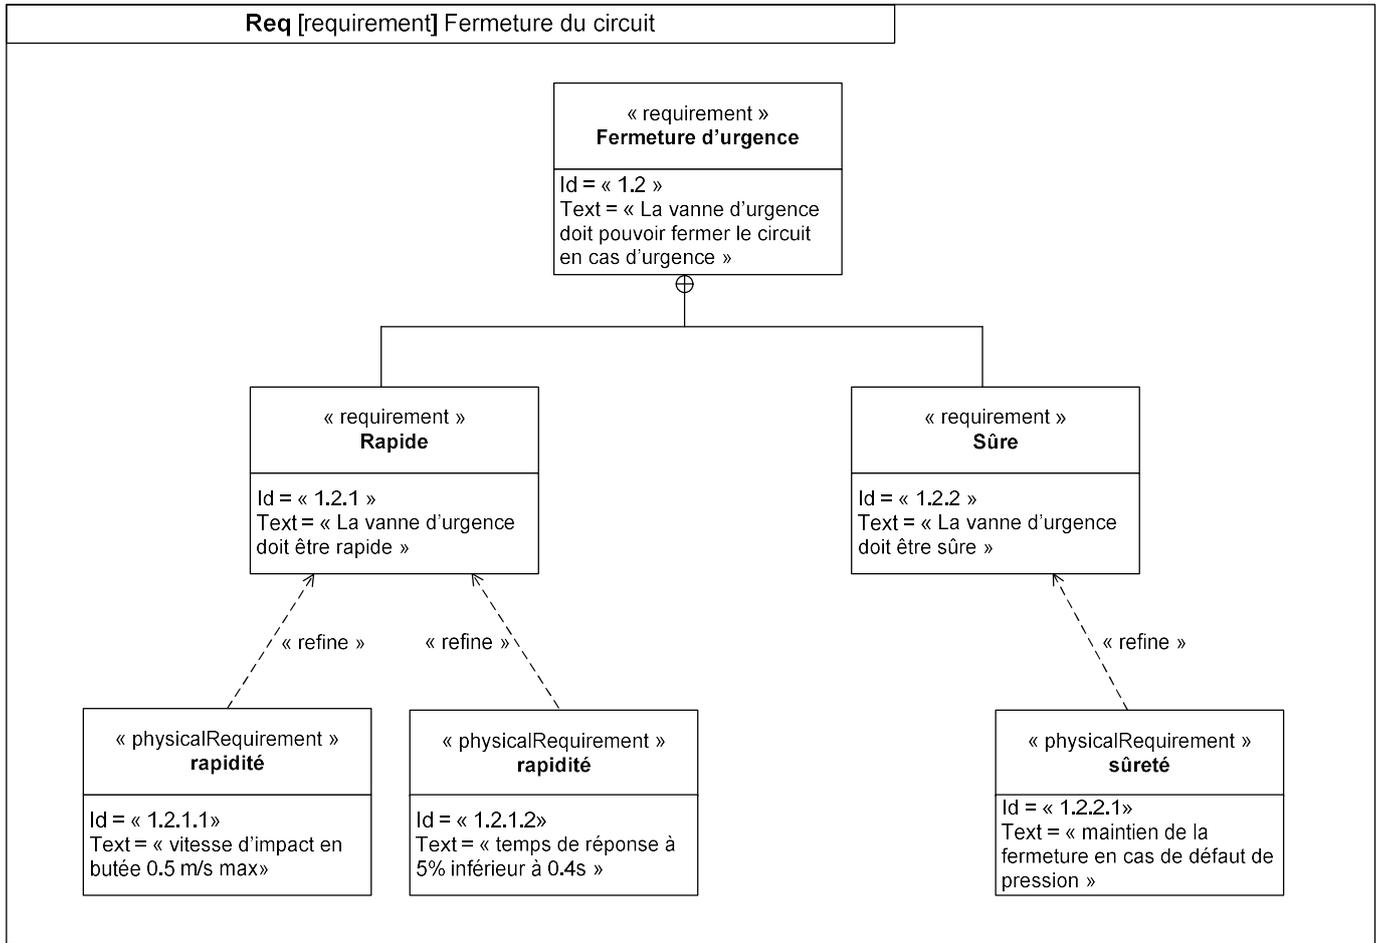 Req [requirement] Fermeture du circuit
« requirement »
Fermeture d'urgence
Id = « 1.2 »
Text = « La vanne d'urgence
doit pouvoir fermer le circuit
en cas d'urgence »
« requirement »
Rapide
Id = « 1.2.1 »
Text = « La vanne d'urgence
doit être rapide »
« requirement »
Sûre
Id = « 1.2.2 »
Text = « La vanne d'urgence
doit être sûre »
« refine »
« refine »
« refine »
« physicalRequirement »
rapidité
Id = « 1.2.1.1»
Text = « vitesse d'impact en
butée 0.5 m/s max»
« physicalRequirement »
rapidité
Id = « 1.2.1.2»
Text = « temps de réponse à
5% inférieur à 0.4s »
« physicalRequirement »
sûreté
Id = « 1.2.2.1»
Text = « maintien de la
fermeture en cas de défaut de
pression »